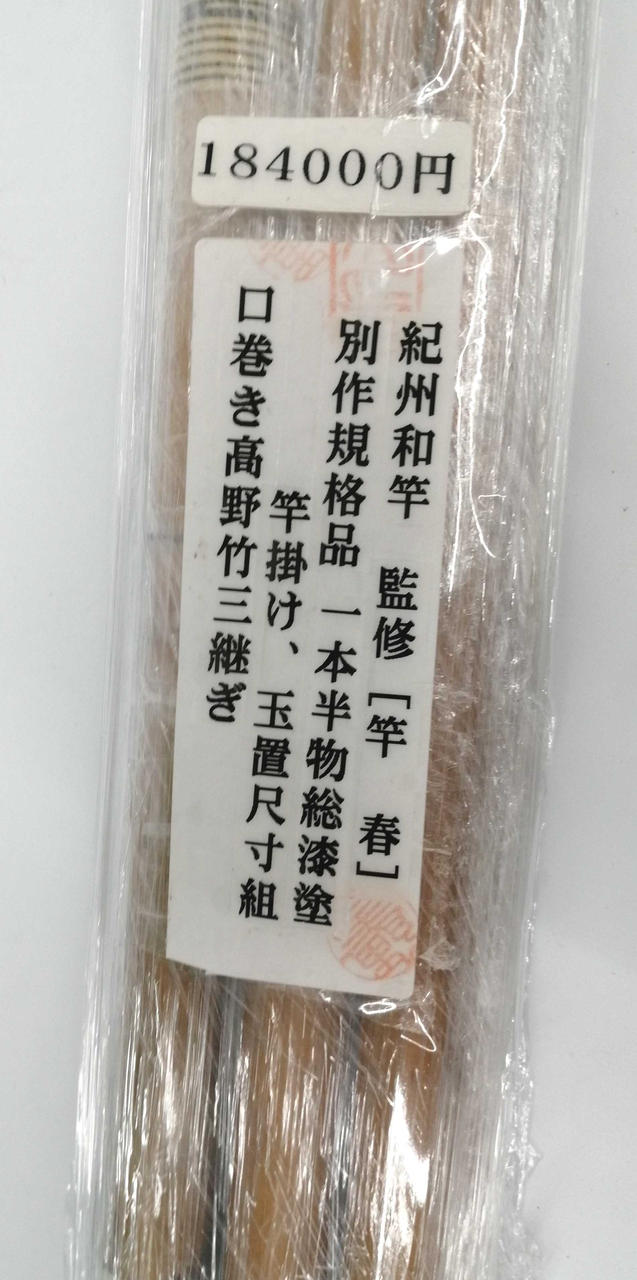 184000円
紀州和竿 監修［竿 春］
別作規格品 一本半物総漆塗
竿掛け、玉置尺寸組
口巻き高野竹三継ぎ